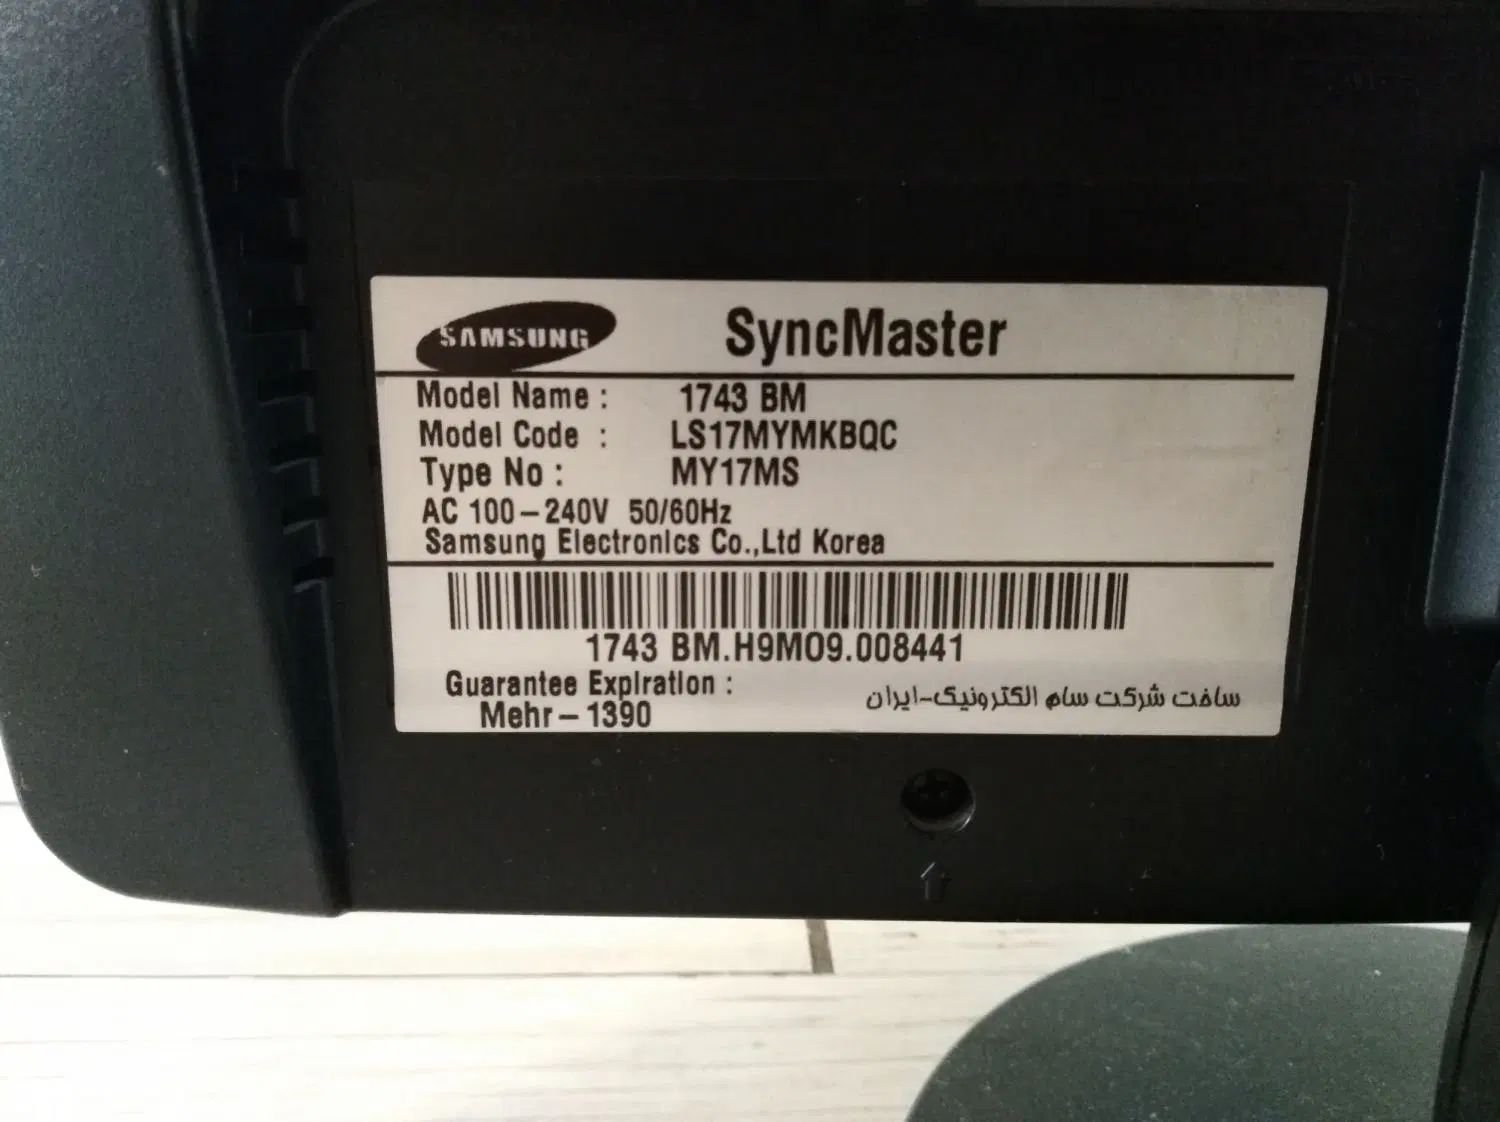 SAMSUNG SyncMaster
Model Name : 1743 BM
Model Code : LS17MYMKBQC
Type No : MY17MS
AC 100-240V 50/60Hz
Samsung Electronics Co.,Ltd Korea
1743 BM.H9MO9.008441
Guarantee Expiration :
Mehr-1390
ساخت شرکت سام الکترونیک-ایران